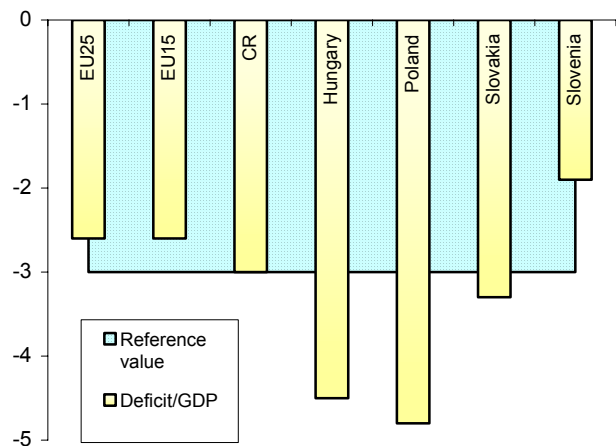 -0
-1
-2
-3
-4
-5
EU25
EU15
CR
Hungary
Poland
Slovakia
Slovenia
Reference
value
Deficit/GDP